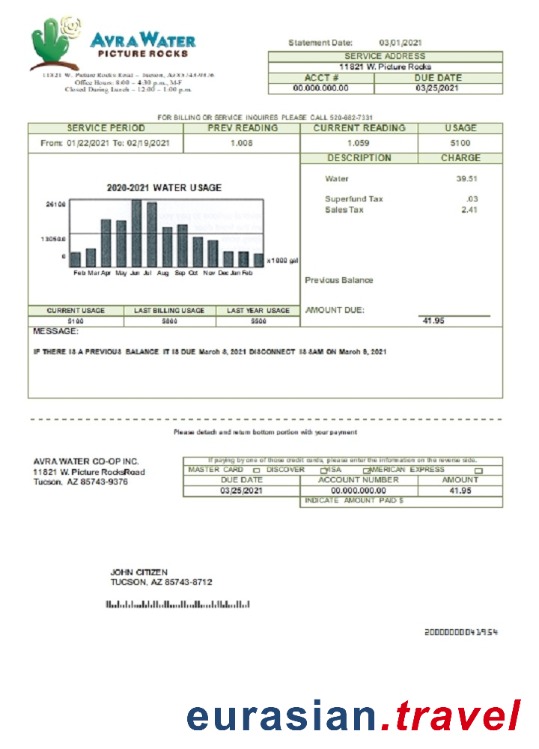 AVRA WATER
PICTURE ROCKS
11821 W. Picture Rocks Road – Tucson, AZ 85743-9376
Office Hours: 8:00 – 4:30 p.m., M-F
Closed During Lunch – 12:00 – 1:00 p.m.
Statement Date: 03/01/2021
SERVICE ADDRESS
11821 W. Picture Rocks
ACCT # DUE DATE
00.000.000.00 03/25/2021
FOR BILLING OR SERVICE INQUIRES PLEASE CALL 520-682-7331
SERVICE PERIOD PREV READING CURRENT READING USAGE
From: 01/22/2021 To: 02/19/2021 1.008 1.059 5100
DESCRIPTION CHARGE
Water 39.51
Superfund Tax .03
Sales Tax 2.41
2020-2021 WATER USAGE
26100
13050.0
0
x1000 gal
Feb Mar Apr May Jun Jul Aug Sep Oct Nov Dec Jan Feb
Previous Balance
CURRENT USAGE LAST BILLING USAGE LAST YEAR USAGE
5100 5800 5500
AMOUNT DUE: 41.95
MESSAGE:
IF THERE IS A PREVIOUS BALANCE IT IS DUE March 8, 2021 DISCONNECT IS 8AM ON March 9, 2021
Please detach and return bottom portion with your payment
AVRA WATER CO-OP INC.
11821 W. Picture RocksRoad
Tucson, AZ 85743-9376
If paying by one of those credit cards, please enter the information on the reverse side.
MASTER CARD DISCOVER VISA AMERICAN EXPRESS
DUE DATE ACCOUNT NUMBER AMOUNT
03/25/2021 00.000.000.00 41.95
INDICATE AMOUNT PAID $
JOHN CITIZEN
TUCSON, AZ 85743-8712
eurasian.travel